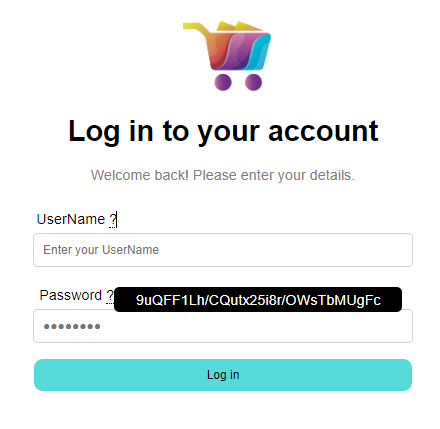 Log in to your account
Welcome back! Please enter your details.
UserName ?
Enter your UserName
Password ? 9uQFF1Lh/CQutx25i8r/OWsTbMUgFc
●●●●●●●●
Log in